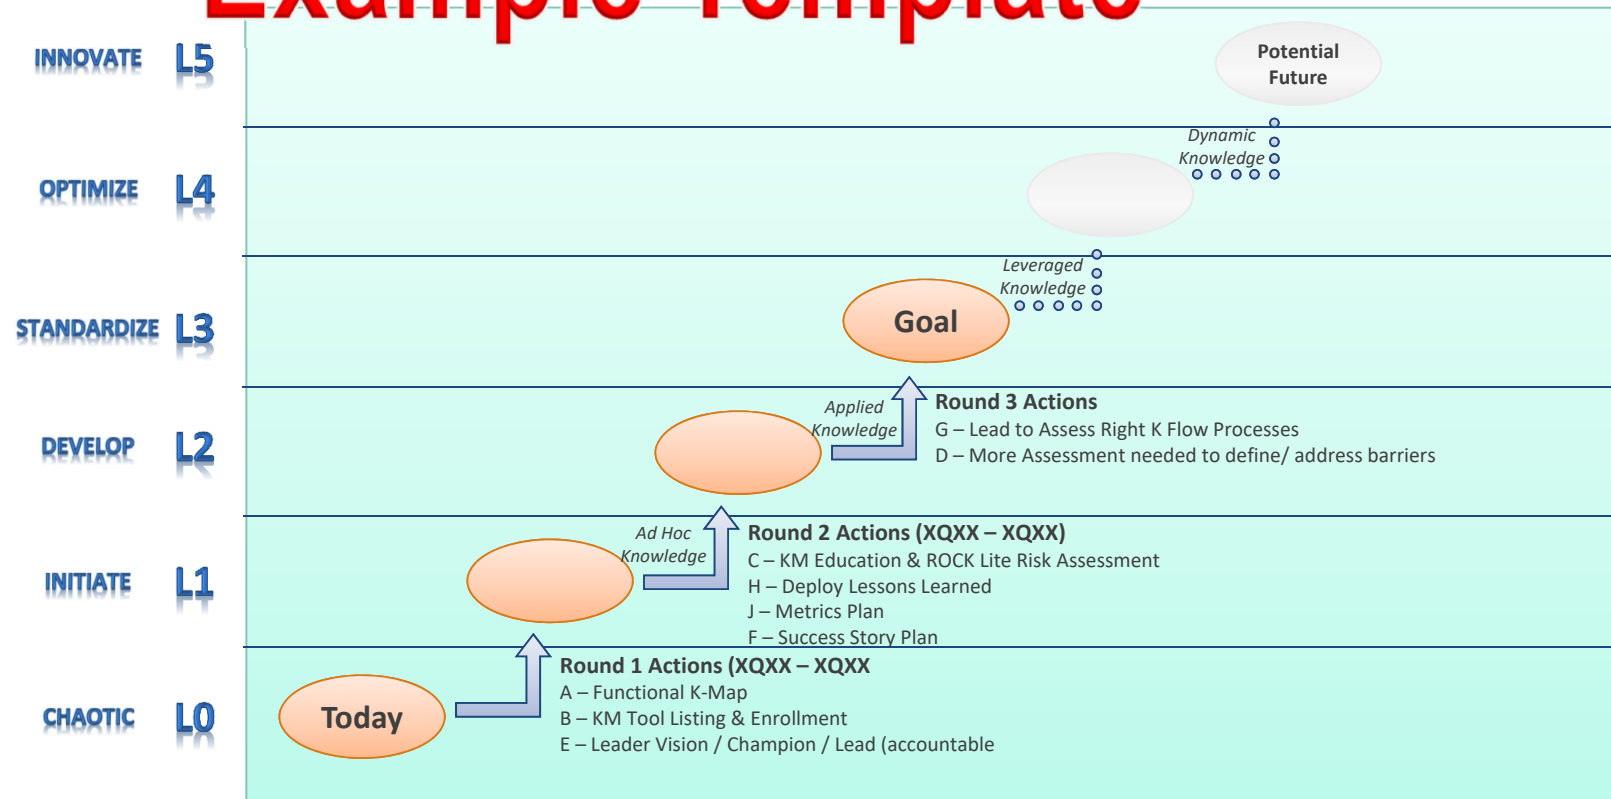 Example Template
INNOVATE L5
Potential
Future
Dynamic
Knowledge
OPTIMIZE L4
Leveraged
Knowledge
STANDARDIZE L3
Goal
Applied
Knowledge
Round 3 Actions
G – Lead to Assess Right K Flow Processes
D – More Assessment needed to define/ address barriers
DEVELOP L2
Ad Hoc
Knowledge
Round 2 Actions (XQXX – XQXX)
C – KM Education & ROCK Lite Risk Assessment
H – Deploy Lessons Learned
J – Metrics Plan
F – Success Story Plan
INITIATE L1
Round 1 Actions (XQXX – XQXX
A – Functional K-Map
B – KM Tool Listing & Enrollment
E – Leader Vision / Champion / Lead (accountable
CHAOTIC L0
Today